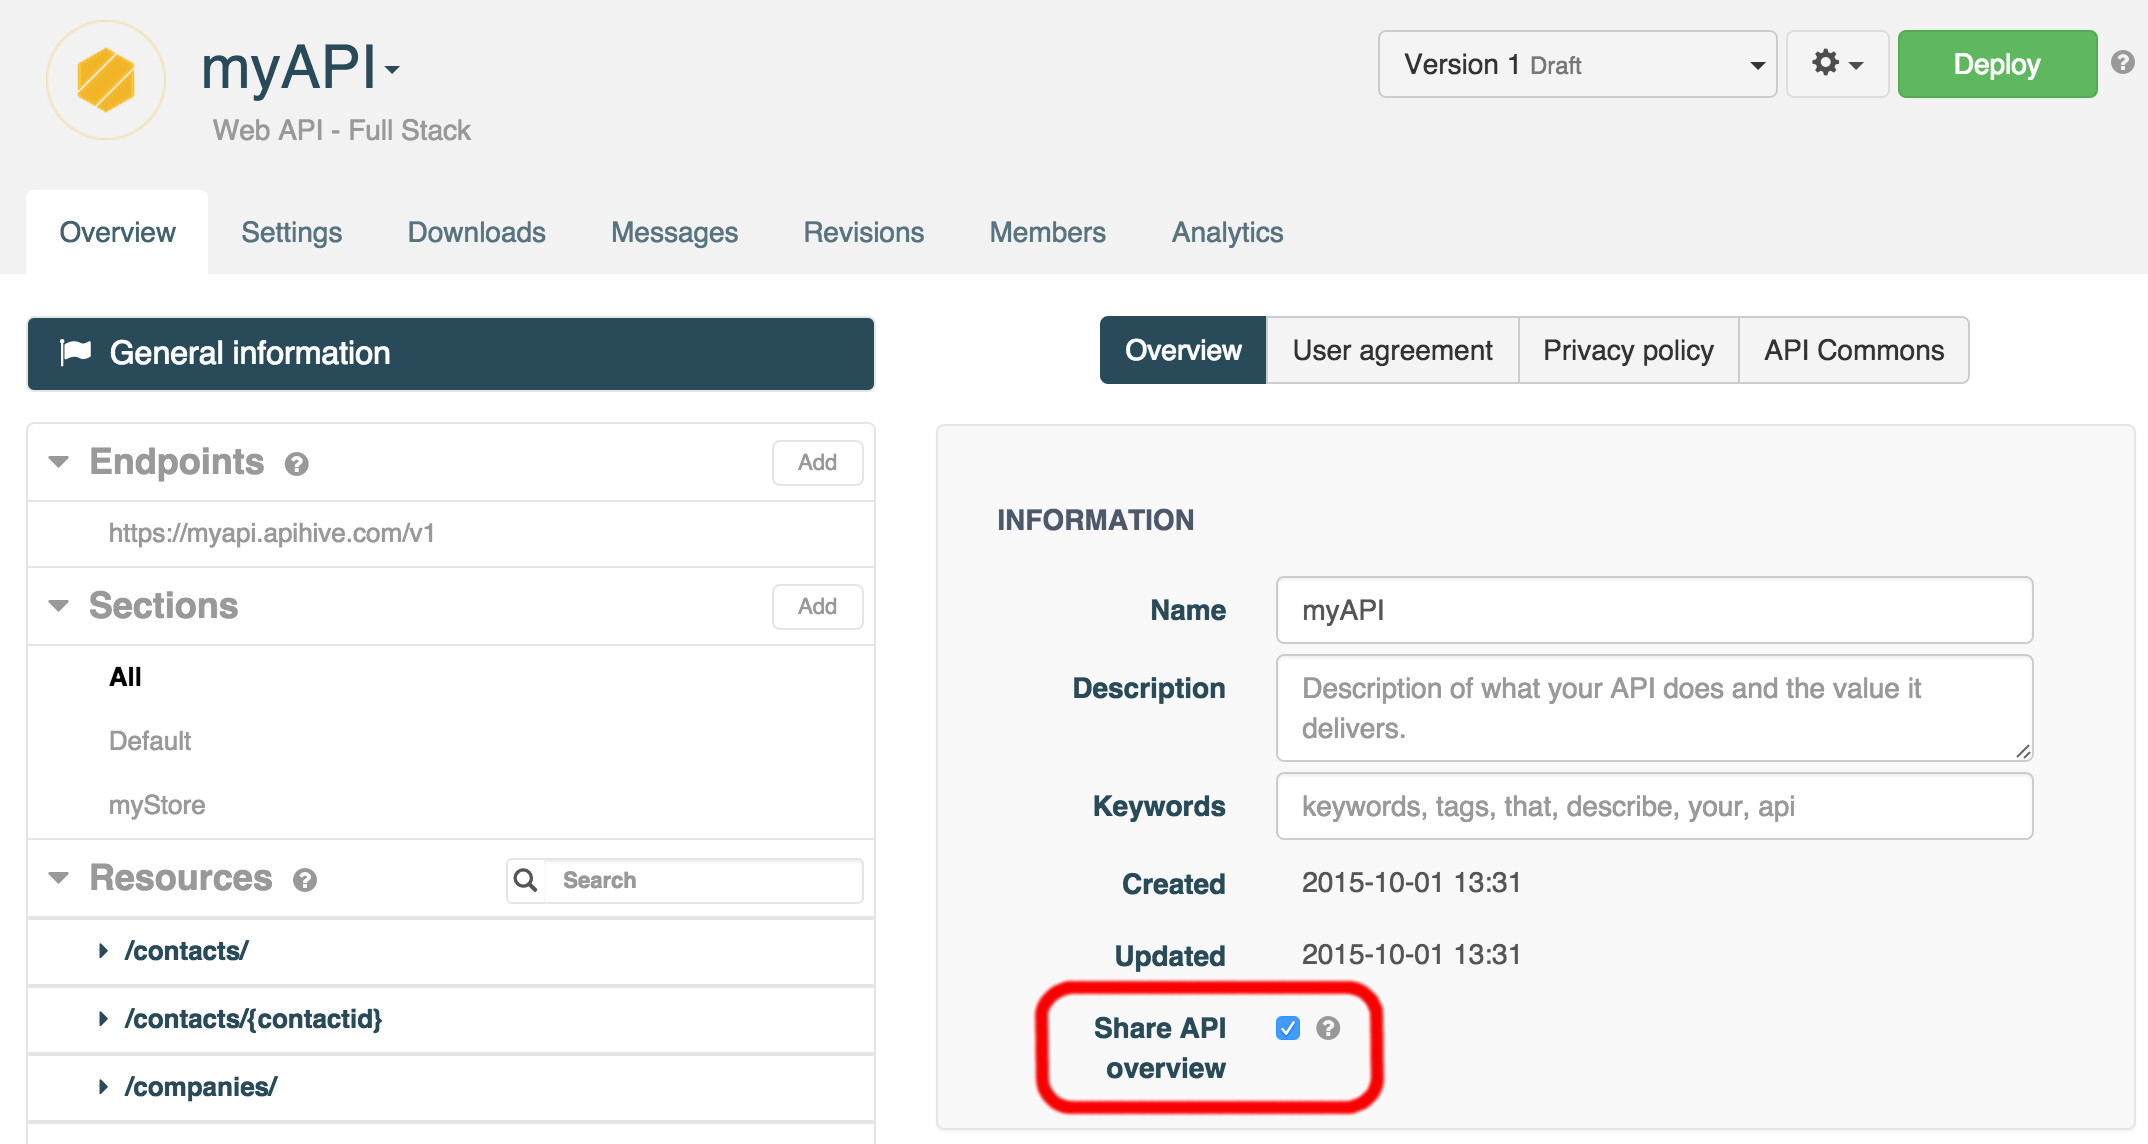 myAPI
Web API - Full Stack
Version 1 Draft
Deploy
?
Overview
Settings
Downloads
Messages
Revisions
Members
Analytics
General information
Endpoints ?
Add
https://myapi.apihive.com/v1
Sections
Add
All
Default
myStore
Resources ?
Search
/contacts/
/contacts/{contactid}
/companies/
Overview
User agreement
Privacy policy
API Commons
INFORMATION
Name
myAPI
Description
Description of what your API does and the value it
delivers.
Keywords
keywords, tags, that, describe, your, api
Created
2015-10-01 13:31
Updated
2015-10-01 13:31
Share API
overview
?